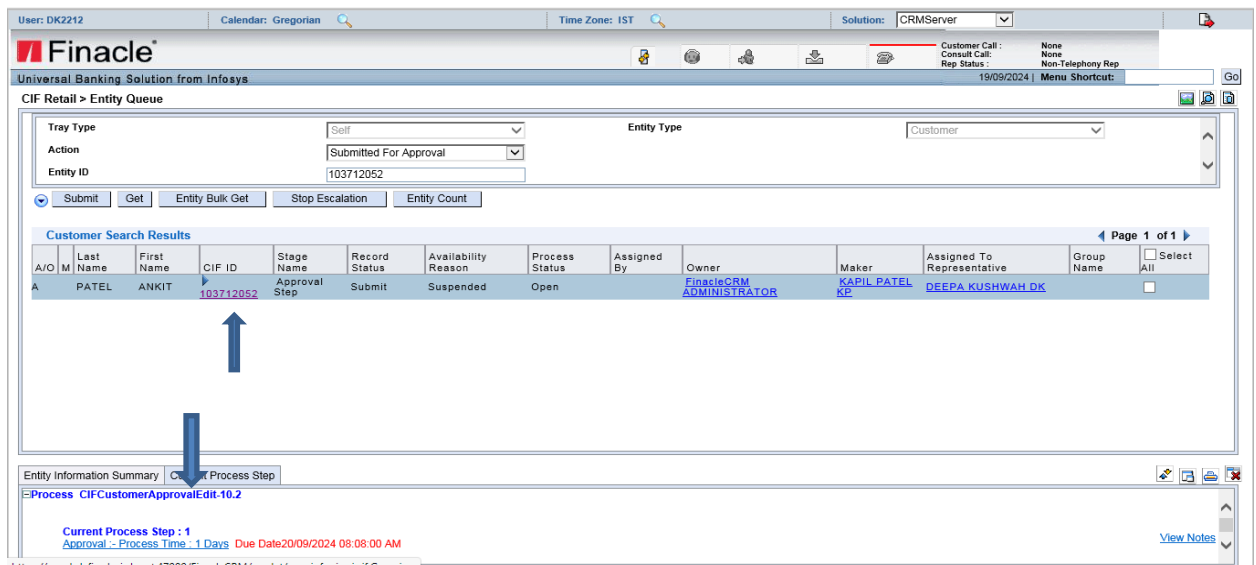 User: DK2212 Calendar: Gregorian Time Zone: IST Solution: CRMServer
Finacle
Customer Call : None
Consult Call: None
Rep Status : Non-Telephony Rep
Universal Banking Solution from Infosys 19/09/2024 | Menu Shortcut: Go
CIF Retail > Entity Queue
Tray Type Self Entity Type Customer
Action Submitted For Approval
Entity ID 103712052
Submit Get Entity Bulk Get Stop Escalation Entity Count
Customer Search Results Page 1 of 1
A/O M Last Name First Name CIF ID Stage Name Record Status Availability Reason Process Status Assigned By Owner Maker Assigned To Representative Group Name Select All
A PATEL ANKIT 103712052 Approval Step Submit Suspended Open FinacleCRM ADMINISTRATOR KAPIL PATEL KP DEEPA KUSHWAH DK
Entity Information Summary Process Step
Process CIFCustomerApprovalEdit-10.2
Current Process Step : 1
Approval :- Process Time : 1 Days Due Date20/09/2024 08:08:00 AM View Notes